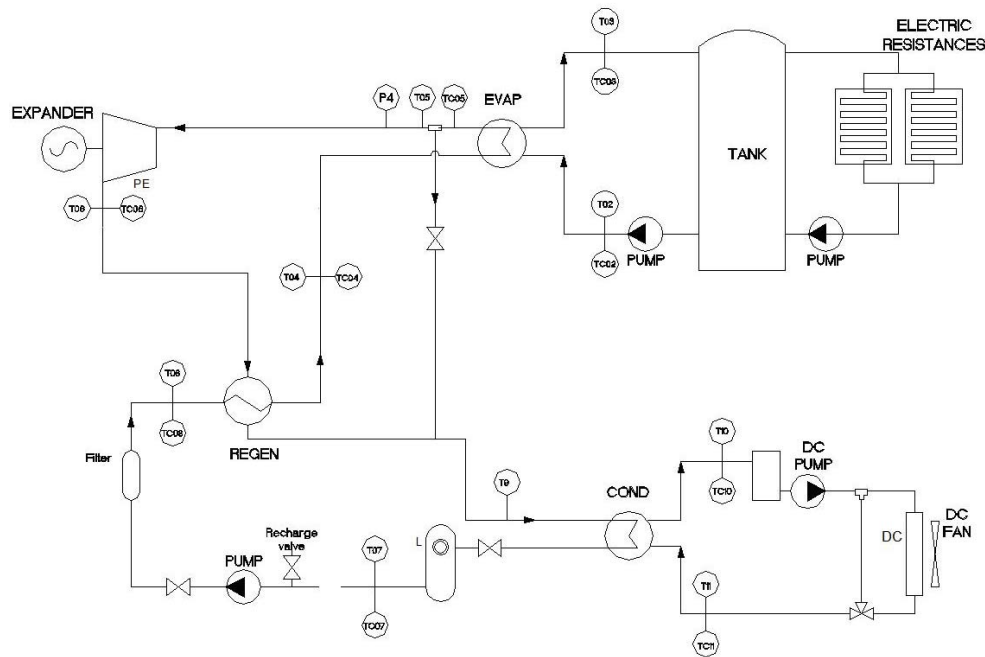 T03
TC03
ELECTRIC
RESISTANCES
P4
T05
TC05
EVAP
EXPANDER
TANK
PE
T06
TC06
T02
TC02
PUMP
PUMP
T04
TC04
T08
TC08
REGEN
Filter
T10
TC10
DC
PUMP
T9
COND
DC
DC
FAN
Recharge
valve
PUMP
T07
TC07
L
T11
TC11